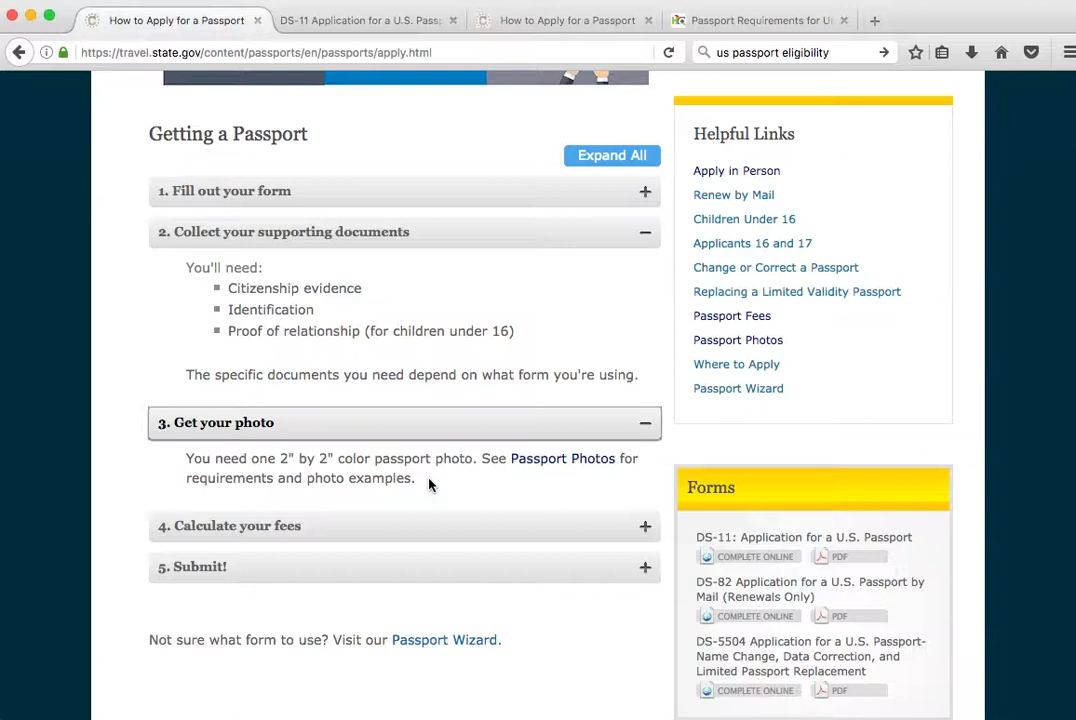 How to Apply for a Passport
DS-11 Application for a U.S. Pass
How to Apply for a Passport
Passport Requirements for U
https://travel.state.gov/content/passports/en/passports/apply.html
us passport eligibility
Getting a Passport
Expand All
1. Fill out your form
2. Collect your supporting documents
You'll need:
Citizenship evidence
Identification
Proof of relationship (for children under 16)
The specific documents you need depend on what form you're using.
3. Get your photo
You need one 2" by 2" color passport photo. See Passport Photos for
requirements and photo examples.
4. Calculate your fees
5. Submit!
Not sure what form to use? Visit our Passport Wizard.
Helpful Links
Apply in Person
Renew by Mail
Children Under 16
Applicants 16 and 17
Change or Correct a Passport
Replacing a Limited Validity Passport
Passport Fees
Passport Photos
Where to Apply
Passport Wizard
Forms
DS-11: Application for a U.S. Passport
COMPLETE ONLINE PDF
DS-82 Application for a U.S. Passport by
Mail (Renewals Only)
COMPLETE ONLINE PDF
DS-5504 Application for a U.S. Passport-
Name Change, Data Correction, and
Limited Passport Replacement
COMPLETE ONLINE PDF